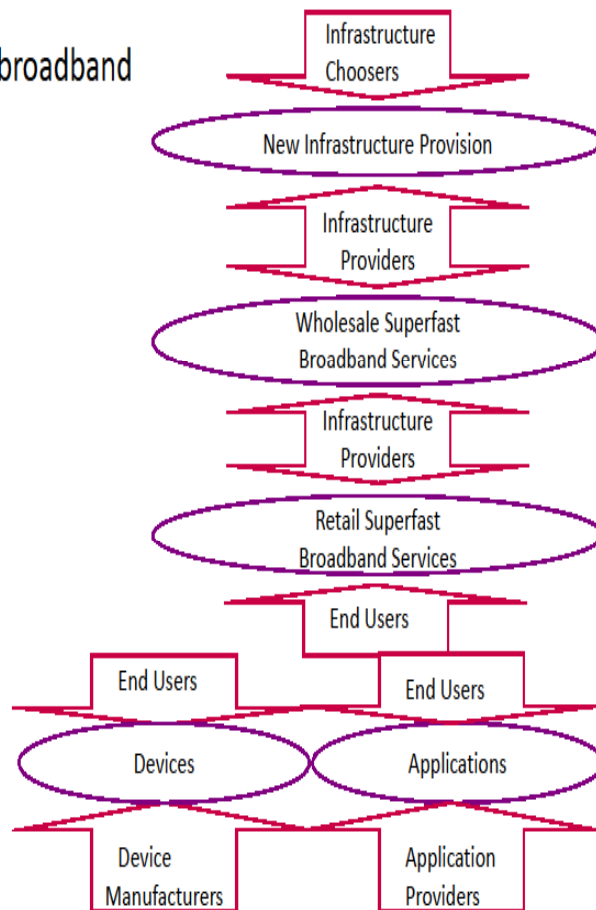 broadband
Infrastructure
Choosers
New Infrastructure Provision
Infrastructure
Providers
Wholesale Superfast
Broadband Services
Infrastructure
Providers
Retail Superfast
Broadband Services
End Users
End Users
End Users
Devices
Applications
Device
Manufacturers
Application
Providers